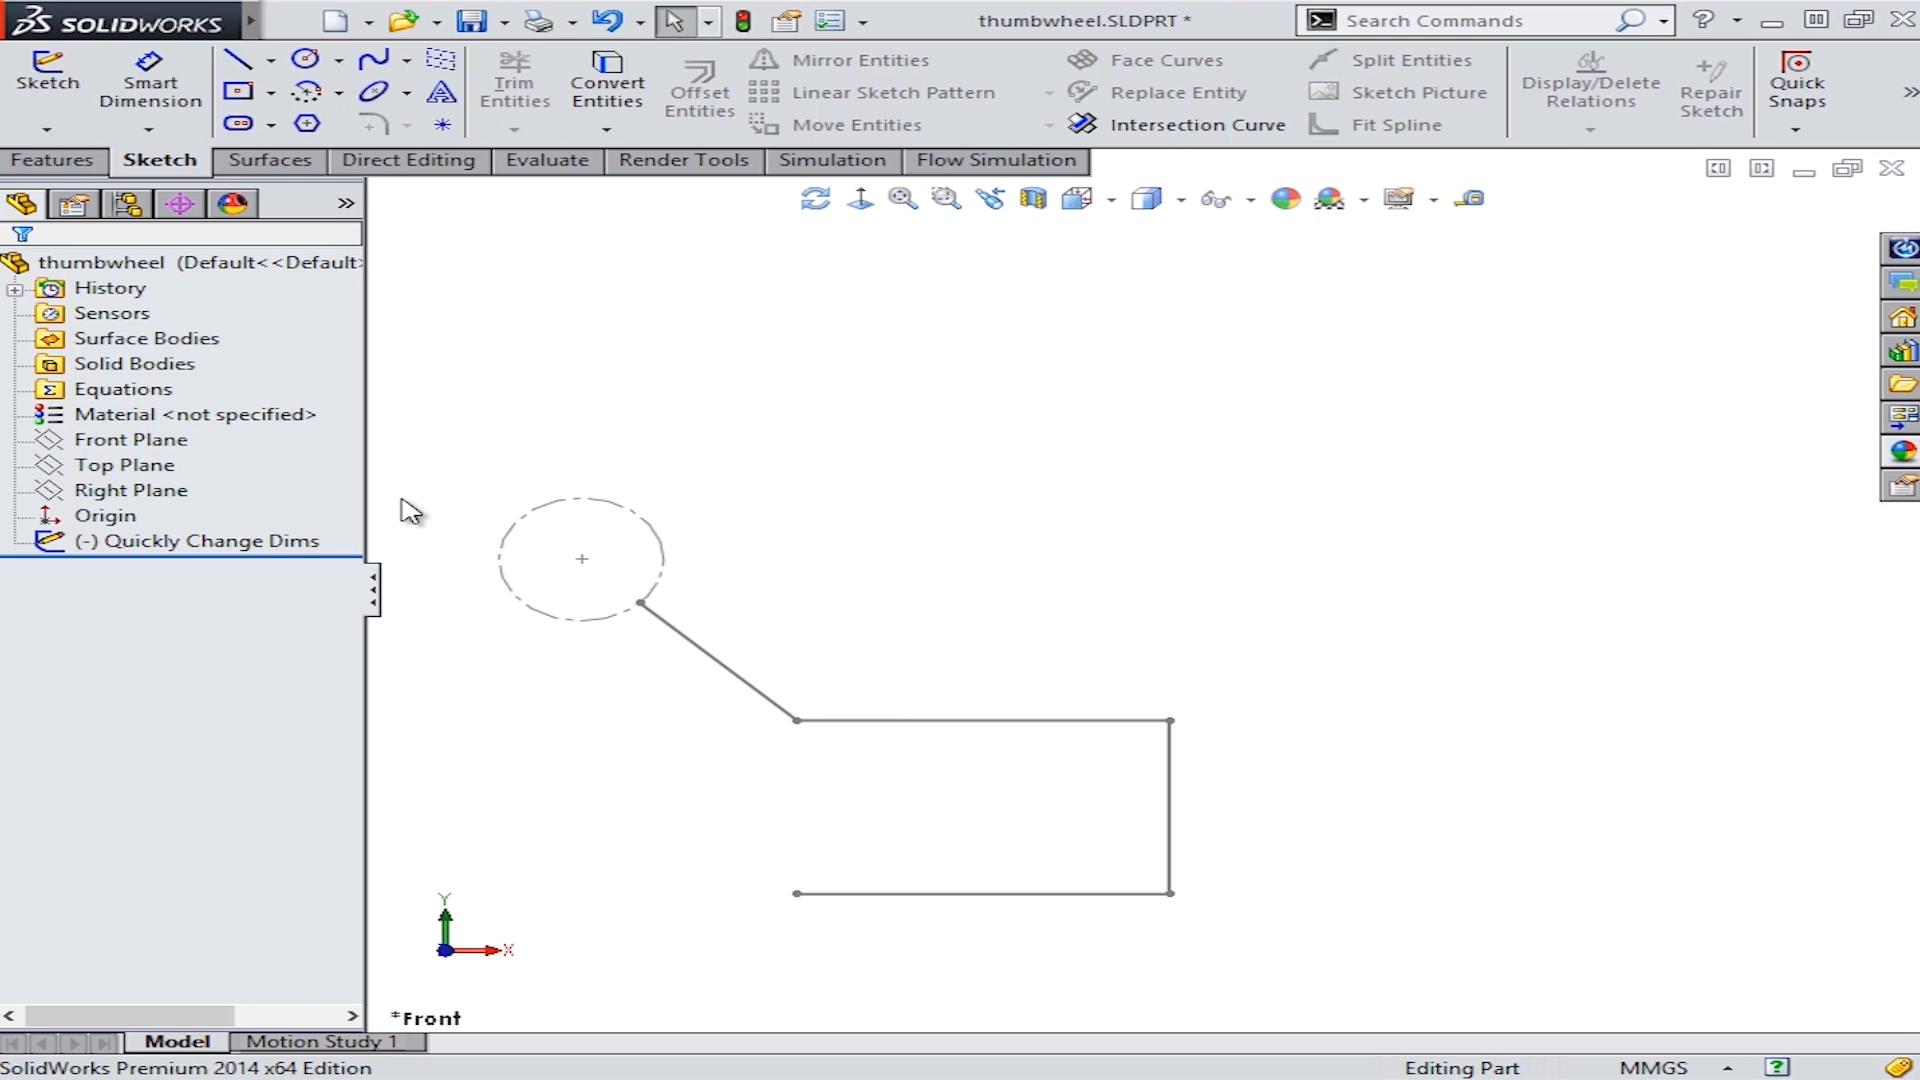 SOLIDWORKS
thumbwheel.SLDPRT *
Search Commands
?
Sketch
Smart Dimension
Trim Entities
Convert Entities
Offset Entities
Mirror Entities
Linear Sketch Pattern
Move Entities
Face Curves
Replace Entity
Intersection Curve
Split Entities
Sketch Picture
Fit Spline
Display/Delete Relations
Repair Sketch
Quick Snaps
Features
Sketch
Surfaces
Direct Editing
Evaluate
Render Tools
Simulation
Flow Simulation
thumbwheel (Default<<Default>
History
Sensors
Surface Bodies
Solid Bodies
Equations
Material <not specified>
Front Plane
Top Plane
Right Plane
Origin
(-) Quickly Change Dims
Y
X
*Front
Model
Motion Study 1
SolidWorks Premium 2014 x64 Edition
Editing Part
MMGS
?